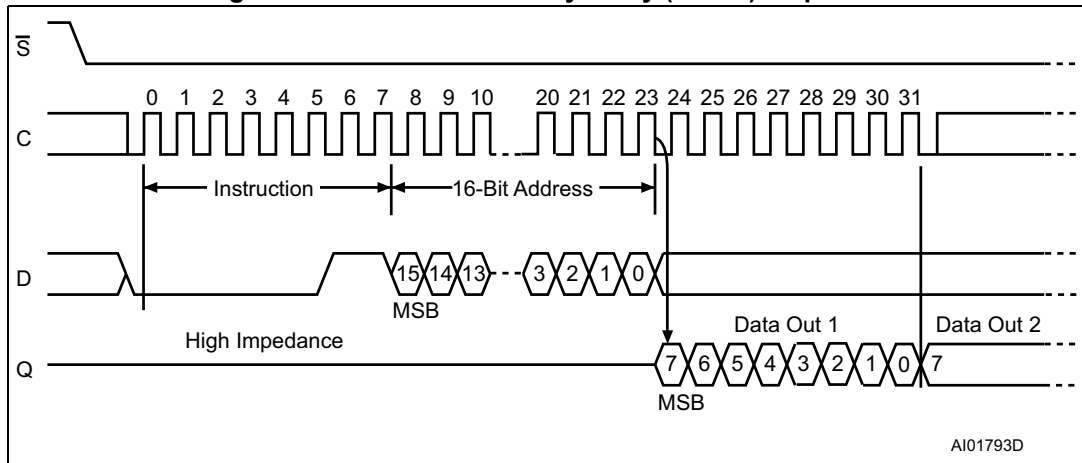 S
0 1 2 3 4 5 6 7 8 9 10 20 21 22 23 24 25 26 27 28 29 30 31
C
Instruction 16-Bit Address
D 15 14 13 3 2 1 0
MSB
High Impedance Data Out 1 Data Out 2
Q 7 6 5 4 3 2 1 0 7
MSB
AI01793D